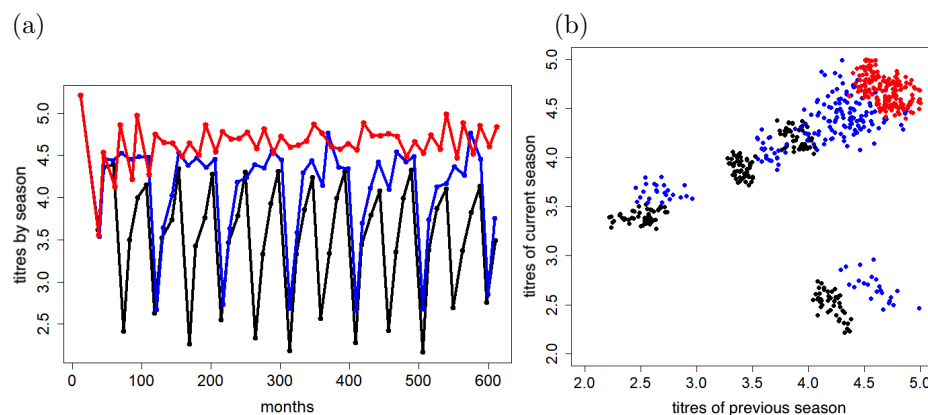 (a)
titres by season
5.0
4.5
4.0
3.5
3.0
2.5
0 100 200 300 400 500 600
months
(b)
titres of current season
5.0
4.5
4.0
3.5
3.0
2.5
2.0
2.0 2.5 3.0 3.5 4.0 4.5 5.0
titres of previous season